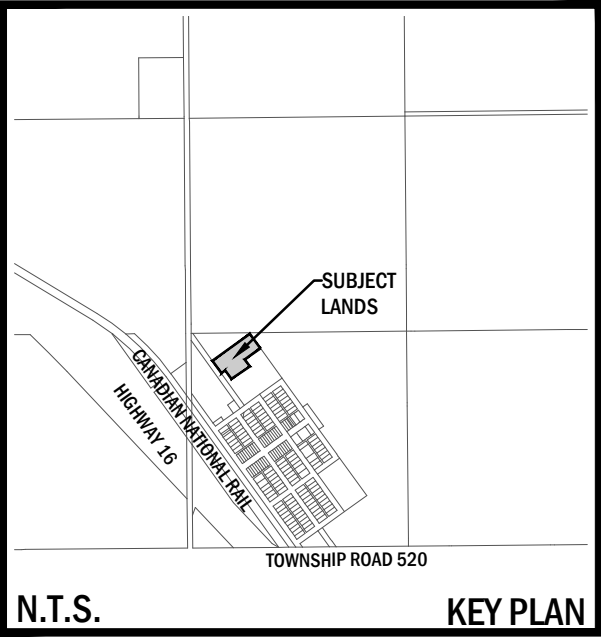 SUBJECT
LANDS
CANADIAN NATIONAL RAIL
HIGHWAY 16
TOWNSHIP ROAD 520
N.T.S.
KEY PLAN